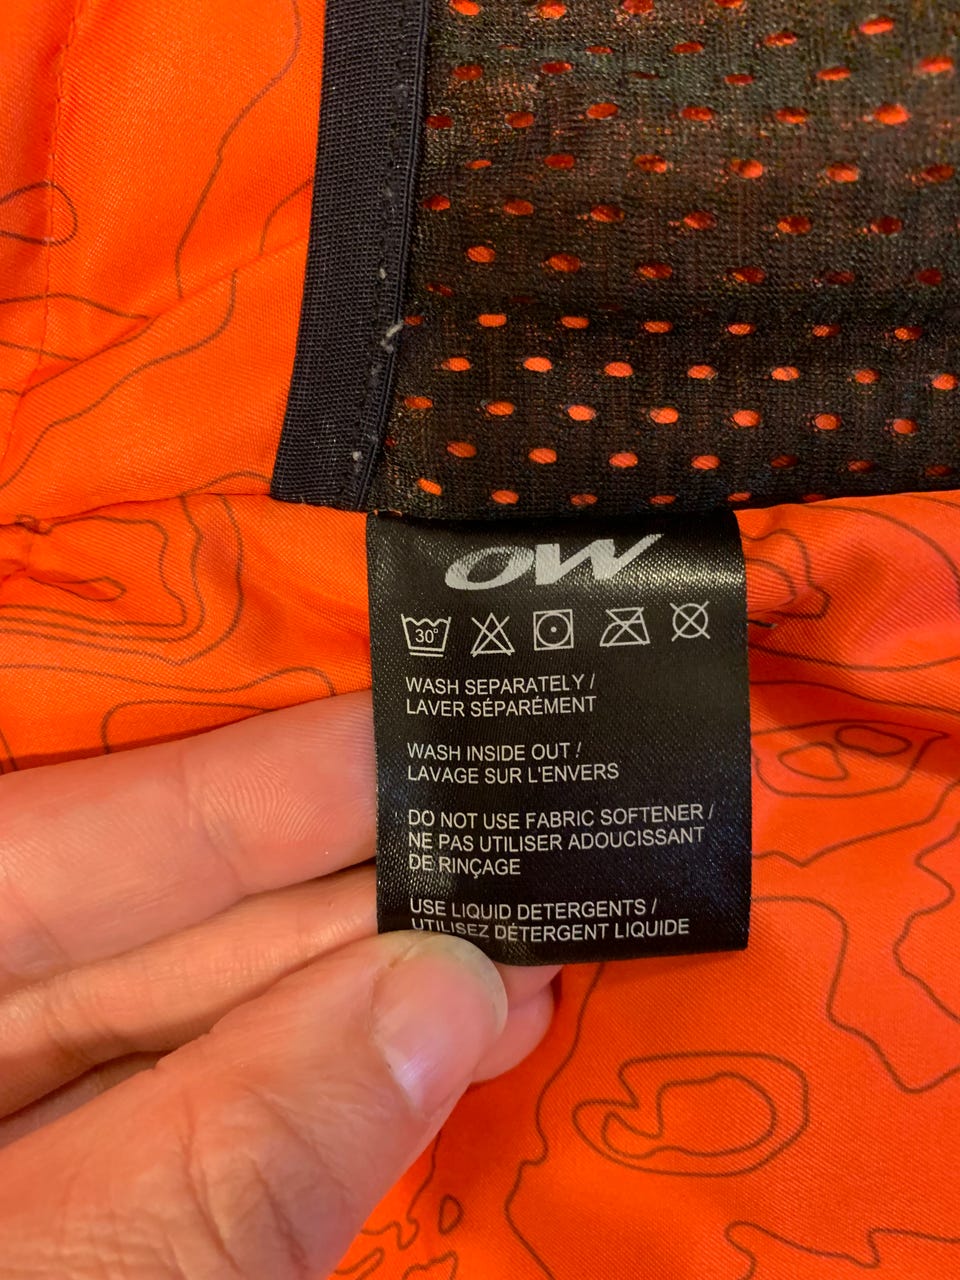 OW
30°
WASH SEPARATELY /
LAVER SÉPARÉMENT
WASH INSIDE OUT /
LAVAGE SUR L'ENVERS
DO NOT USE FABRIC SOFTENER /
NE PAS UTILISER ADOUCISSANT
DE RINÇAGE
USE LIQUID DETERGENTS /
UTILISEZ DÉTERGENT LIQUIDE